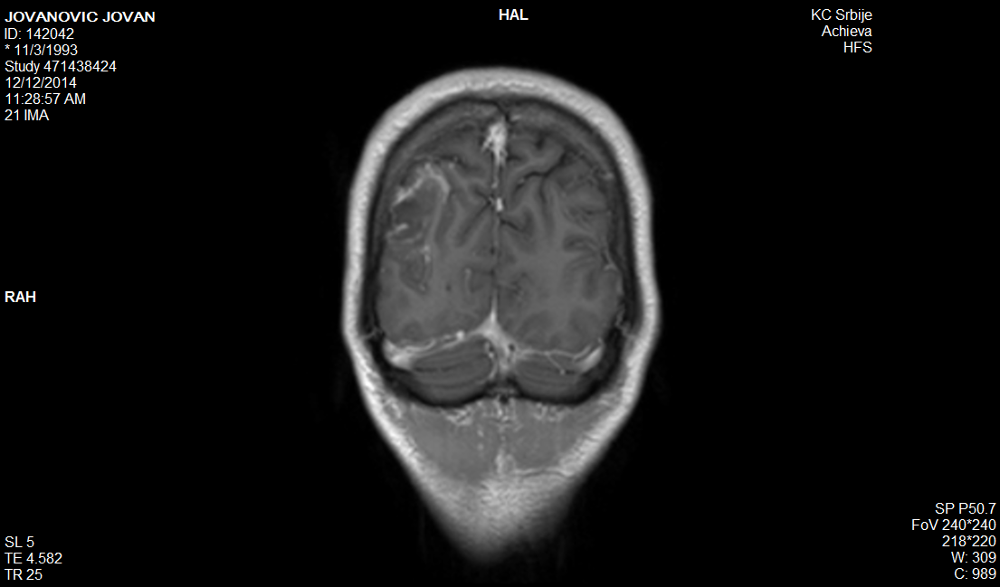 JOVANOVIC JOVAN
ID: 142042
* 11/3/1993
Study 471438424
12/12/2014
11:28:57 AM
21 IMA
HAL
KC Srbije
Achieva
HFS
RAH
SL 5
TE 4.582
TR 25
SP P50.7
FoV 240*240
218*220
W: 309
C: 989